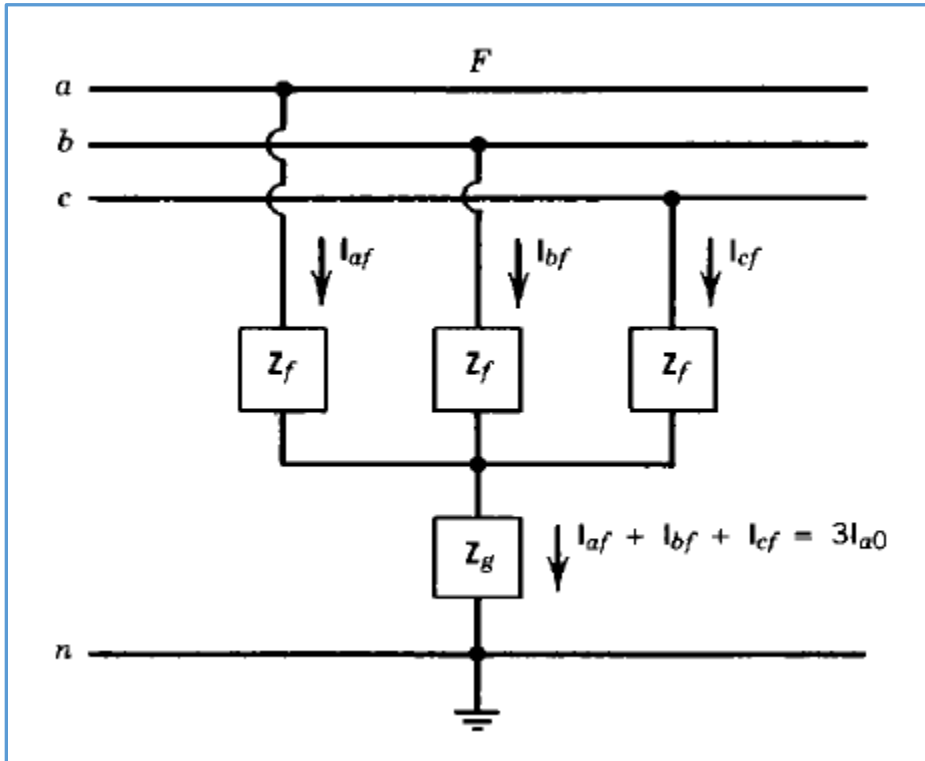 F
a
b
c
I_af I_bf I_cf
Z_f Z_f Z_f
Z_g I_af + I_bf + I_cf = 3I_a0
n